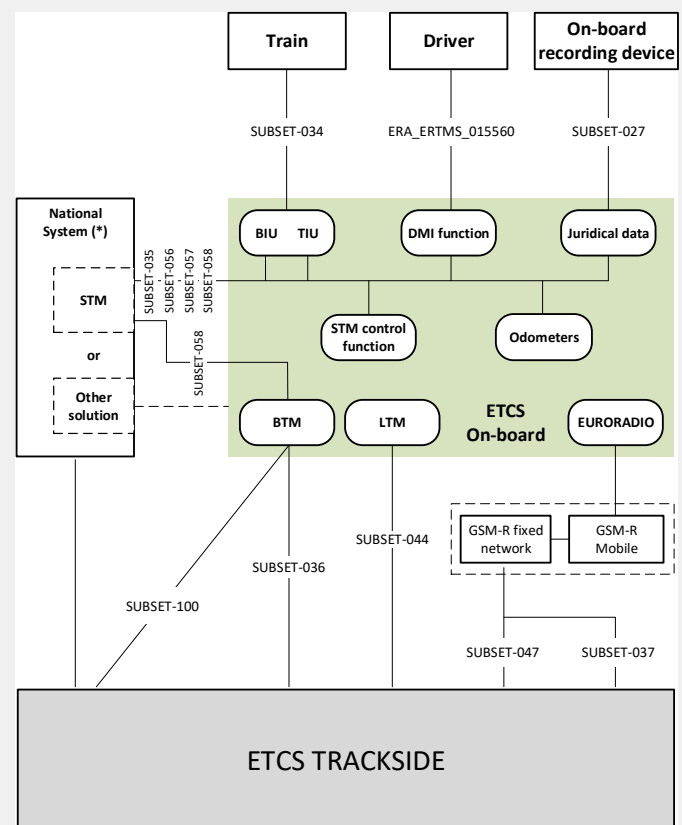 Train
Driver
On-board
recording device
SUBSET-034
ERA_ERTMS_015560
SUBSET-027
National
System (*)
BIU TIU
DMI function
Juridical data
SUBSET-035
SUBSET-056
SUBSET-057
SUBSET-058
STM
STM control
function
Odometers
or
SUBSET-058
Other
solution
BTM
LTM
ETCS
On-board
EURORADIO
GSM-R fixed
network
GSM-R
Mobile
SUBSET-044
SUBSET-036
SUBSET-100
SUBSET-047
SUBSET-037
ETCS TRACKSIDE